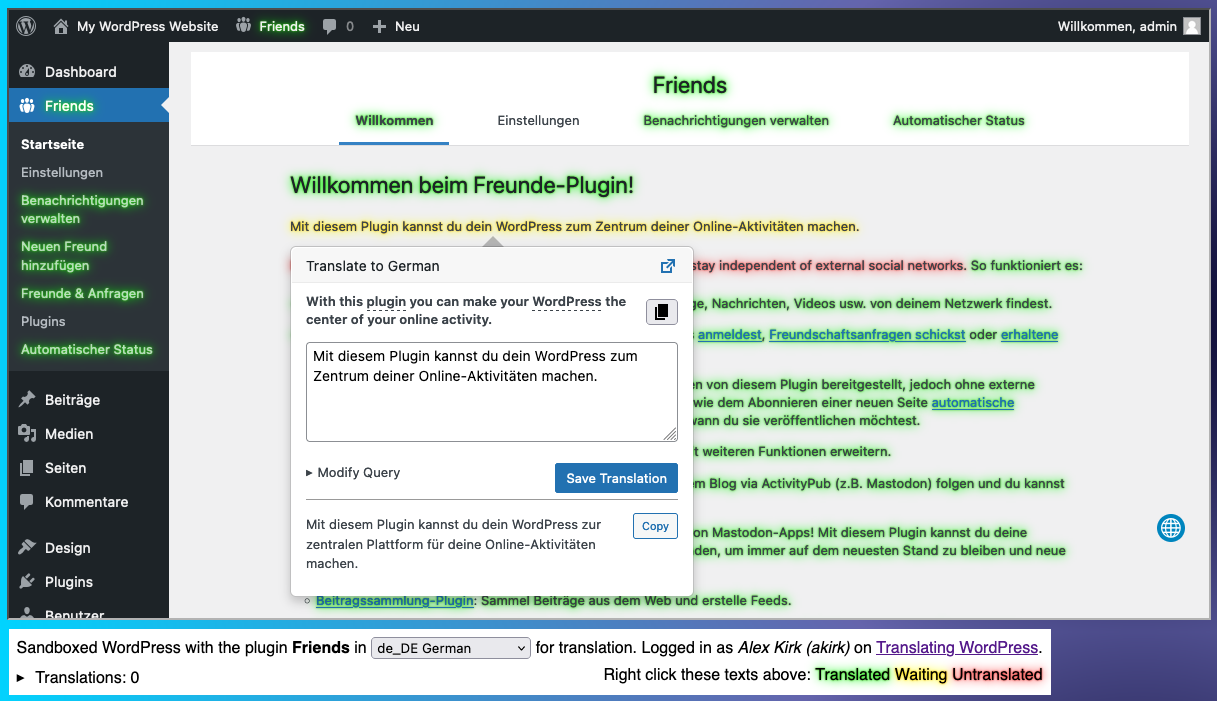 My WordPress Website Friends 0 Neu Willkommen, admin
Dashboard
Friends
Startseite
Einstellungen
Benachrichtigungen
verwalten
Neuen Freund
hinzufügen
Freunde & Anfragen
Plugins
Automatischer Status
Beiträge
Medien
Seiten
Kommentare
Design
Plugins
Benutzer
Friends
Willkommen Einstellungen Benachrichtigungen verwalten Automatischer Status
Willkommen beim Freunde-Plugin!
Mit diesem Plugin kannst du dein WordPress zum Zentrum deiner Online-Aktivitäten machen.
stay independent of external social networks. So funktioniert es:
Nachrichten, Videos usw. von deinem Netzwerk findest.
anmeldest, Freundschaftsanfragen schickst oder erhaltene
von diesem Plugin bereitgestellt, jedoch ohne externe
wie dem Abonnieren einer neuen Seite automatische
wann du sie veröffentlichen möchtest.
weiteren Funktionen erweitern.
Blog via ActivityPub (z.B. Mastodon) folgen und du kannst
Mastodon-Apps! Mit diesem Plugin kannst du deine
um immer auf dem neuesten Stand zu bleiben und neue
Beitragssammlung-Plugin: Sammel Beiträge aus dem Web und erstelle Feeds.
Translate to German
With this plugin you can make your WordPress the
center of your online activity.
Mit diesem Plugin kannst du dein WordPress zum
Zentrum deiner Online-Aktivitäten machen.
Modify Query Save Translation
Mit diesem Plugin kannst du dein WordPress zur Copy
zentralen Plattform für deine Online-Aktivitäten
machen.
Sandboxed WordPress with the plugin Friends in de_DE German for translation. Logged in as Alex Kirk (akirk) on Translating WordPress.
Translations: 0 Right click these texts above: Translated Waiting Untranslated